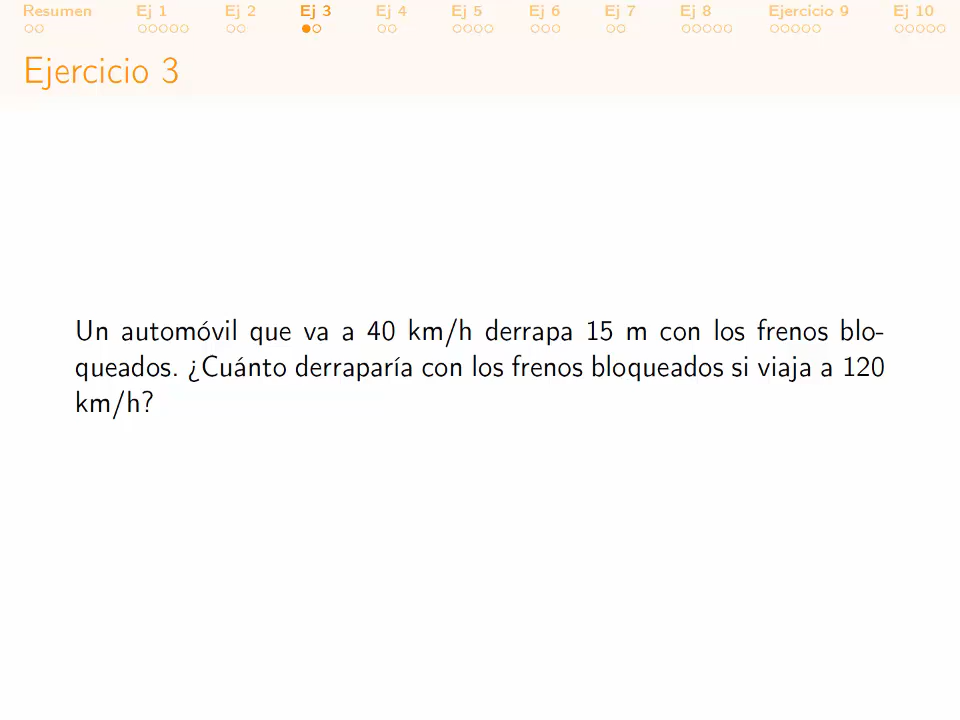 Resumen Ej 1 Ej 2 Ej 3 Ej 4 Ej 5 Ej 6 Ej 7 Ej 8 Ejercicio 9 Ej 10
Ejercicio 3
Un automóvil que va a 40 km/h derrapa 15 m con los frenos blo-
queados. ¿Cuánto derraparía con los frenos bloqueados si viaja a 120
km/h?